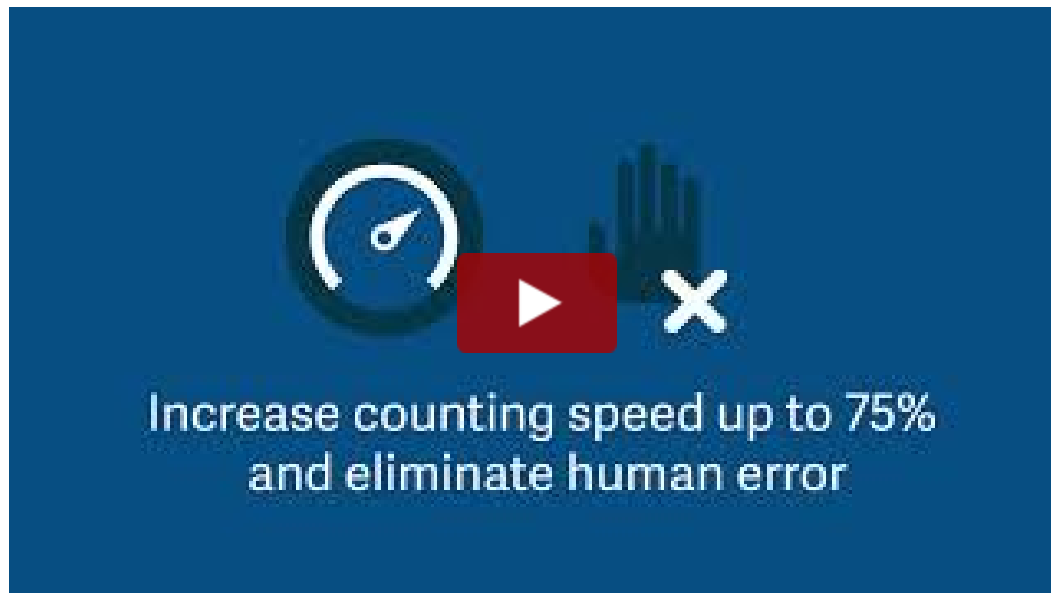 Increase counting speed up to 75%
and eliminate human error